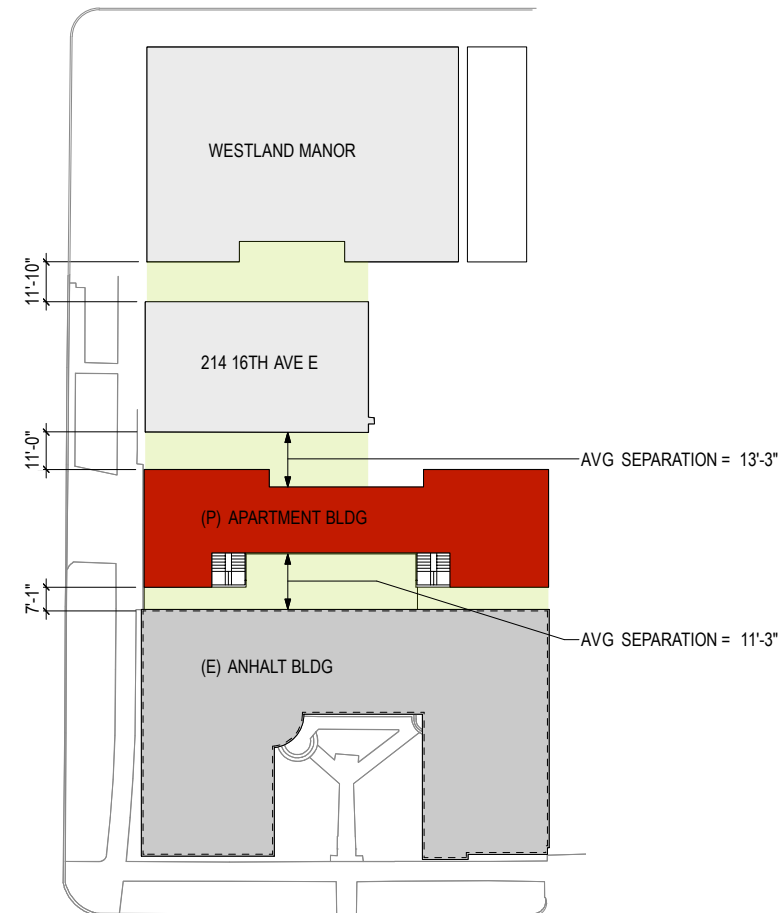 WESTLAND MANOR
11'-10"
214 16TH AVE E
11'-0"
AVG SEPARATION = 13'-3"
(P) APARTMENT BLDG
7'-1"
AVG SEPARATION = 11'-3"
(E) ANHALT BLDG